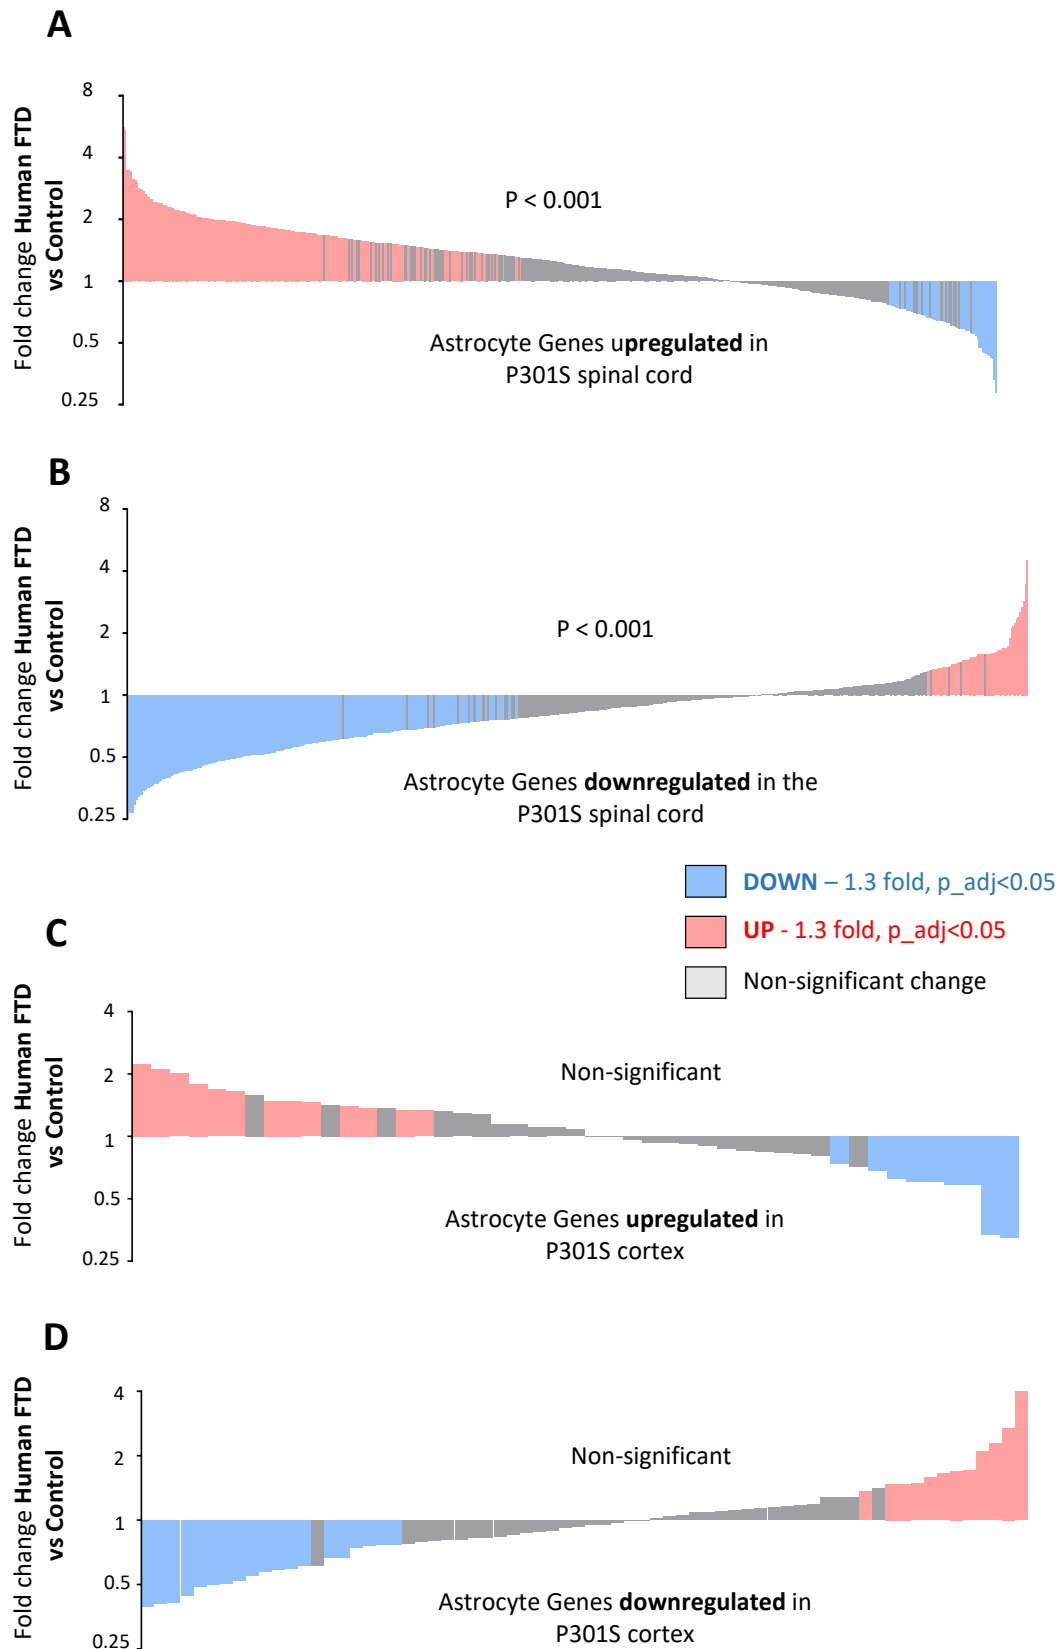 A
Fold change Human FTD
vs Control
8
4
2
1
0.5
0.25
P < 0.001
Astrocyte Genes upregulated in
P301S spinal cord
B
Fold change Human FTD
vs Control
8
4
2
1
0.5
0.25
P < 0.001
Astrocyte Genes downregulated in the
P301S spinal cord
DOWN – 1.3 fold, p_adj<0.05
UP - 1.3 fold, p_adj<0.05
Non-significant change
C
Fold change Human FTD
vs Control
4
2
1
0.5
0.25
Non-significant
Astrocyte Genes upregulated in
P301S cortex
D
Fold change Human FTD
vs Control
4
2
1
0.5
0.25
Non-significant
Astrocyte Genes downregulated in
P301S cortex